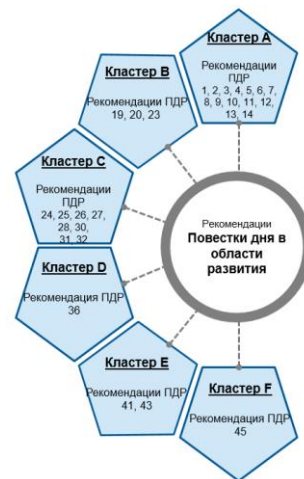 Кластер A
Рекомендации
ПДР
1, 2, 3, 4, 5, 6, 7,
8, 9, 10, 11, 12,
13, 14
Кластер B
Рекомендации ПДР
19, 20, 23
Кластер C
Рекомендации
ПДР
24, 25, 26, 27,
28, 30,
31, 32
Рекомендации
Повестки дня в
области
развития
Кластер D
Рекомендация ПДР
36
Кластер E
Рекомендации ПДР
41, 43
Кластер F
Рекомендация ПДР
45